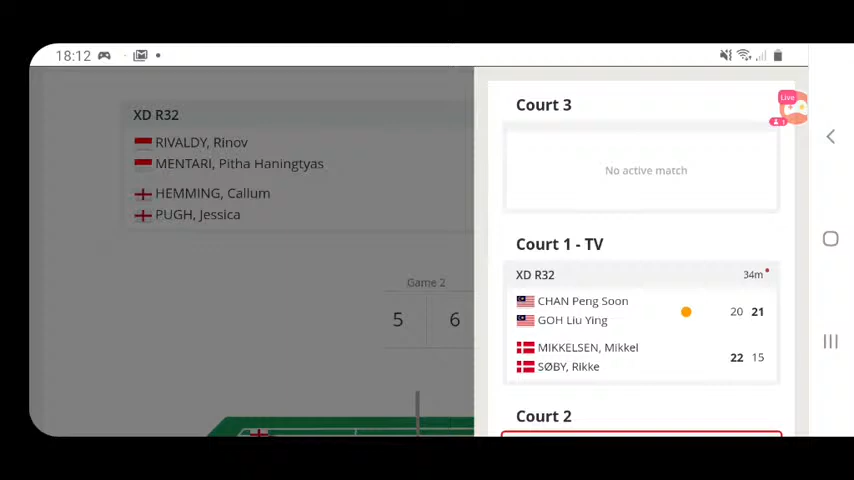 18:12
XD R32
RIVALDY, Rinov
MENTARI, Pitha Haningtyas
HEMMING, Callum
PUGH, Jessica
Game 2
5 6
Court 3
Live
1
No active match
Court 1 - TV
XD R32 34m
CHAN Peng Soon
GOH Liu Ying
20 21
MIKKELSEN, Mikkel
SØBY, Rikke
22 15
Court 2